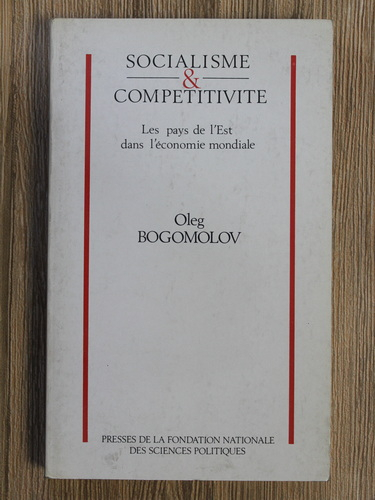 SOCIALISME
&
COMPETITIVITE
Les pays de l'Est
dans l'économie mondiale
Oleg
BOGOMOLOV
PRESSES DE LA FONDATION NATIONALE
DES SCIENCES POLITIQUES